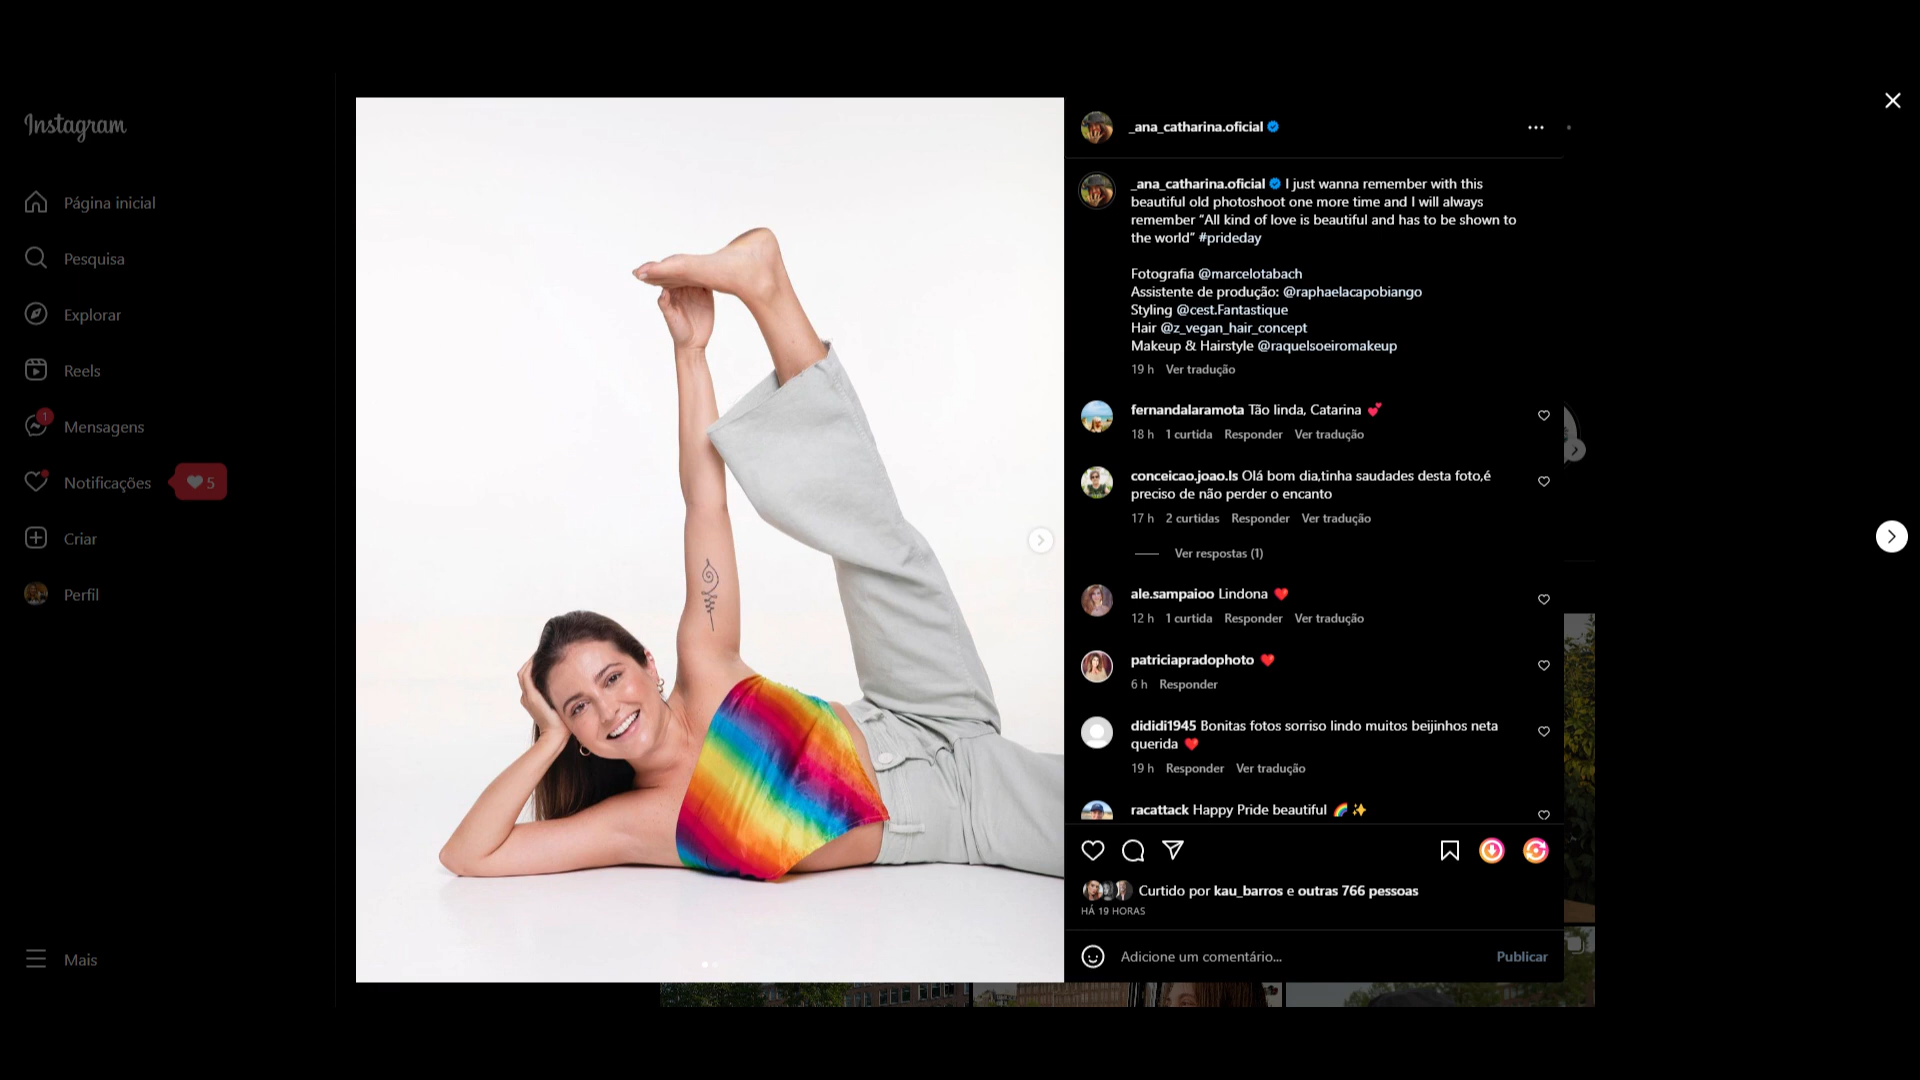 Instagram
Página inicial
Pesquisa
Explorar
Reels
1
Mensagens
Notificações
5
Criar
Perfil
Mais
_ana_catharina.oficial
_ana_catharina.oficial I just wanna remember with this
beautiful old photoshoot one more time and I will always
remember “All kind of love is beautiful and has to be shown to
the world” #prideday
Fotografia @marcelotabach
Assistente de produção: @raphaelacapobiango
Styling @cest.Fantastique
Hair @z_vegan_hair_concept
Makeup & Hairstyle @raquelsoeiromakeup
19 h Ver tradução
fernandalaramota Tão linda, Catarina 💕
18 h 1 curtida Responder Ver tradução
conceicao.joao.ls Olá bom dia,tinha saudades desta foto,é
preciso de não perder o encanto
17 h 2 curtidas Responder Ver tradução
Ver respostas (1)
ale.sampaioo Lindona ❤️
12 h 1 curtida Responder Ver tradução
patriciapradophoto ❤️
6 h Responder
dididi1945 Bonitas fotos sorriso lindo muitos beijinhos neta
querida ❤️
19 h Responder Ver tradução
racattack Happy Pride beautiful 🌈✨
Curtido por kau_barros e outras 766 pessoas
HÁ 19 HORAS
Adicione um comentário...
Publicar